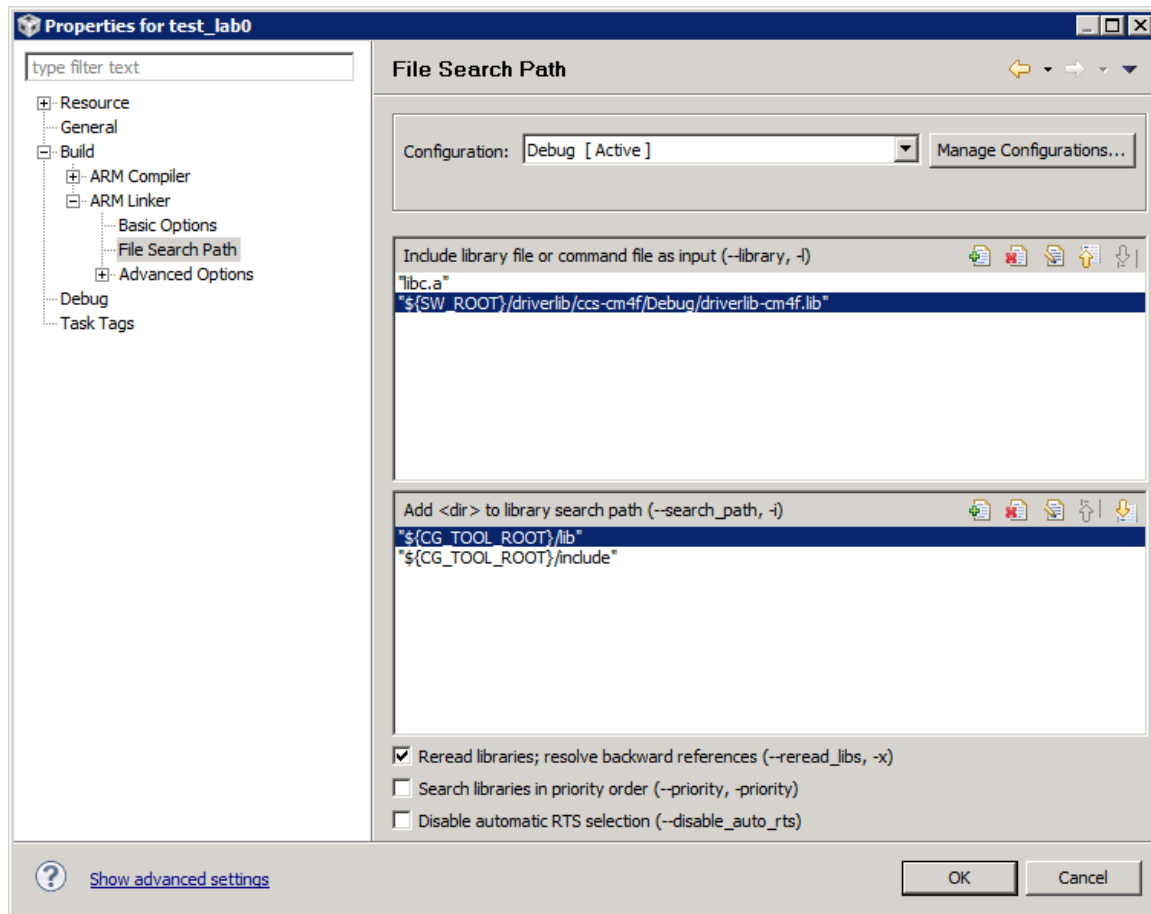 Properties for test_lab0
type filter text
Resource
General
Build
ARM Compiler
ARM Linker
Basic Options
File Search Path
Advanced Options
Debug
Task Tags
File Search Path
Configuration: Debug [ Active ] Manage Configurations...
Include library file or command file as input (--library, -l)
"libc.a"
"${SW_ROOT}/driverlib/ccs-cm4f/Debug/driverlib-cm4f.lib"
Add <dir> to library search path (--search_path, -i)
"${CG_TOOL_ROOT}/lib"
"${CG_TOOL_ROOT}/include"
Reread libraries; resolve backward references (--reread_libs, -x)
Search libraries in priority order (--priority, -priority)
Disable automatic RTS selection (--disable_auto_rts)
? Show advanced settings
OK Cancel